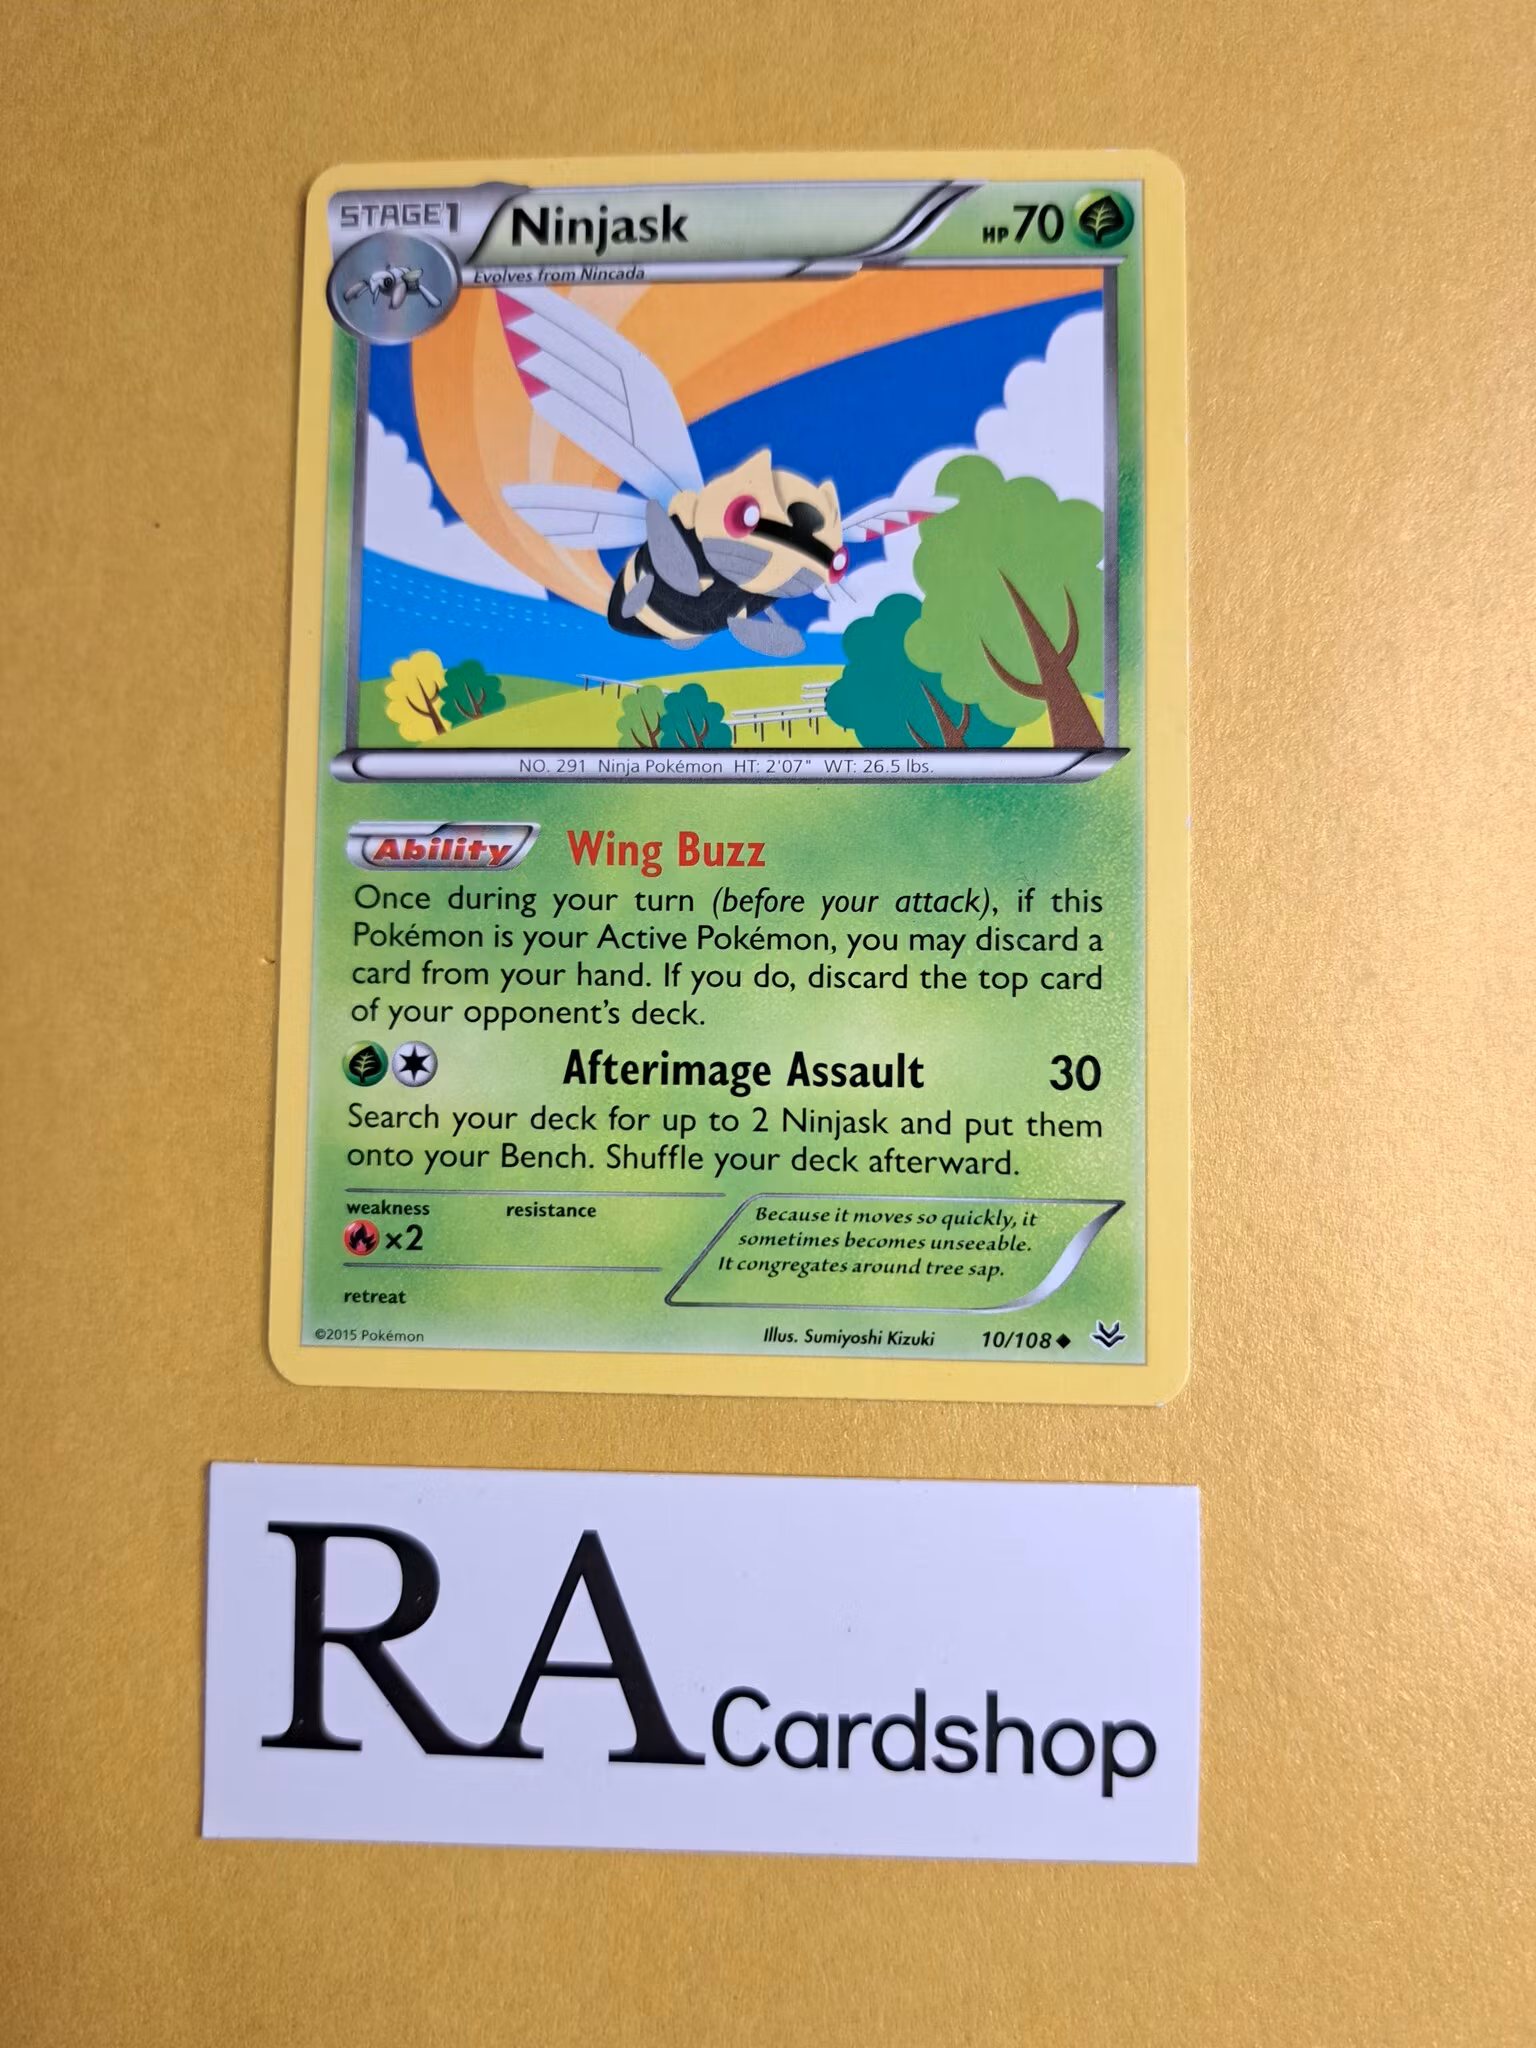 STAGE1 Ninjask HP70
Evolves from Nincada
NO. 291 Ninja Pokémon HT: 2'07" WT: 26.5 lbs.
Ability Wing Buzz
Once during your turn (before your attack), if this
Pokémon is your Active Pokémon, you may discard a
card from your hand. If you do, discard the top card
of your opponent's deck.
Afterimage Assault 30
Search your deck for up to 2 Ninjask and put them
onto your Bench. Shuffle your deck afterward.
weakness resistance
×2
retreat
Because it moves so quickly, it
sometimes becomes unseeable.
It congregates around tree sap.
©2015 Pokémon Illus. Sumiyoshi Kizuki 10/108
RA Cardshop